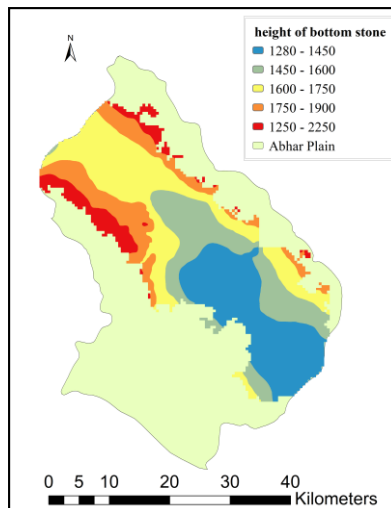 N
height of bottom stone
1280 - 1450
1450 - 1600
1600 - 1750
1750 - 1900
1250 - 2250
Abhar Plain
0 5 10 20 30 40
Kilometers